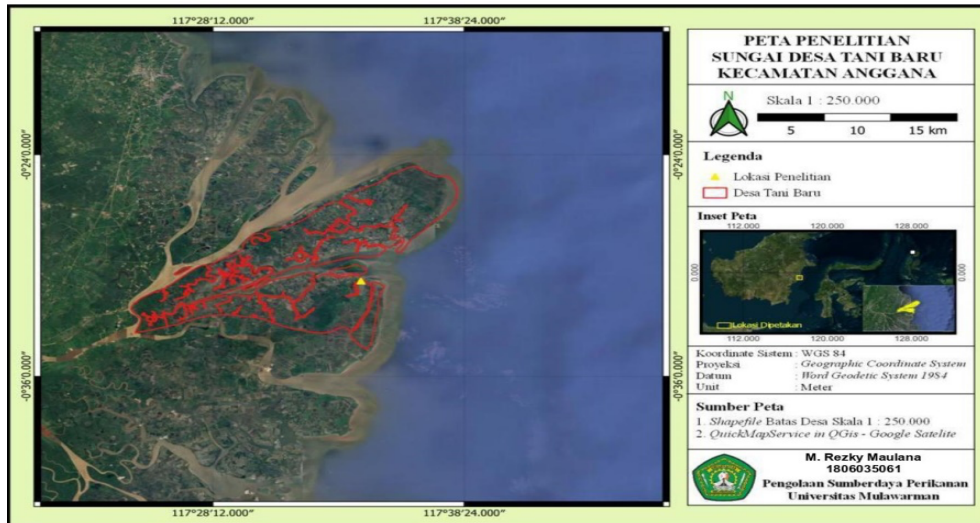 117°28'12.000"
117°38'24.000"
-0°24'0.000"
-0°24'0.000"
-0°36'0.000"
-0°36'0.000"
117°28'12.000"
117°38'24.000"
PETA PENELITIAN
SUNGAI DESA TANI BARU
KECAMATAN ANGGANA
N
Skala 1 : 250.000
5 10 15 km
Legenda
Lokasi Penelitian
Desa Tani Baru
Inset Peta
112.000 120.000 128.000
0.000
0.000
Lokasi Dipetakan
112.000 120.000 128.000
Koordinate Sistem : WGS 84
Proyeksi : Geographic Coordinate System
Datum : Word Geodetic System 1984
Unit : Meter
Sumber Peta
1. Shapefile Batas Desa Skala 1 : 250.000
2. QuickMapService in QGis - Google Satelite
M. Rezky Maulana
1806035061
Pengolaan Sumberdaya Perikanan
Universitas Mulawarman